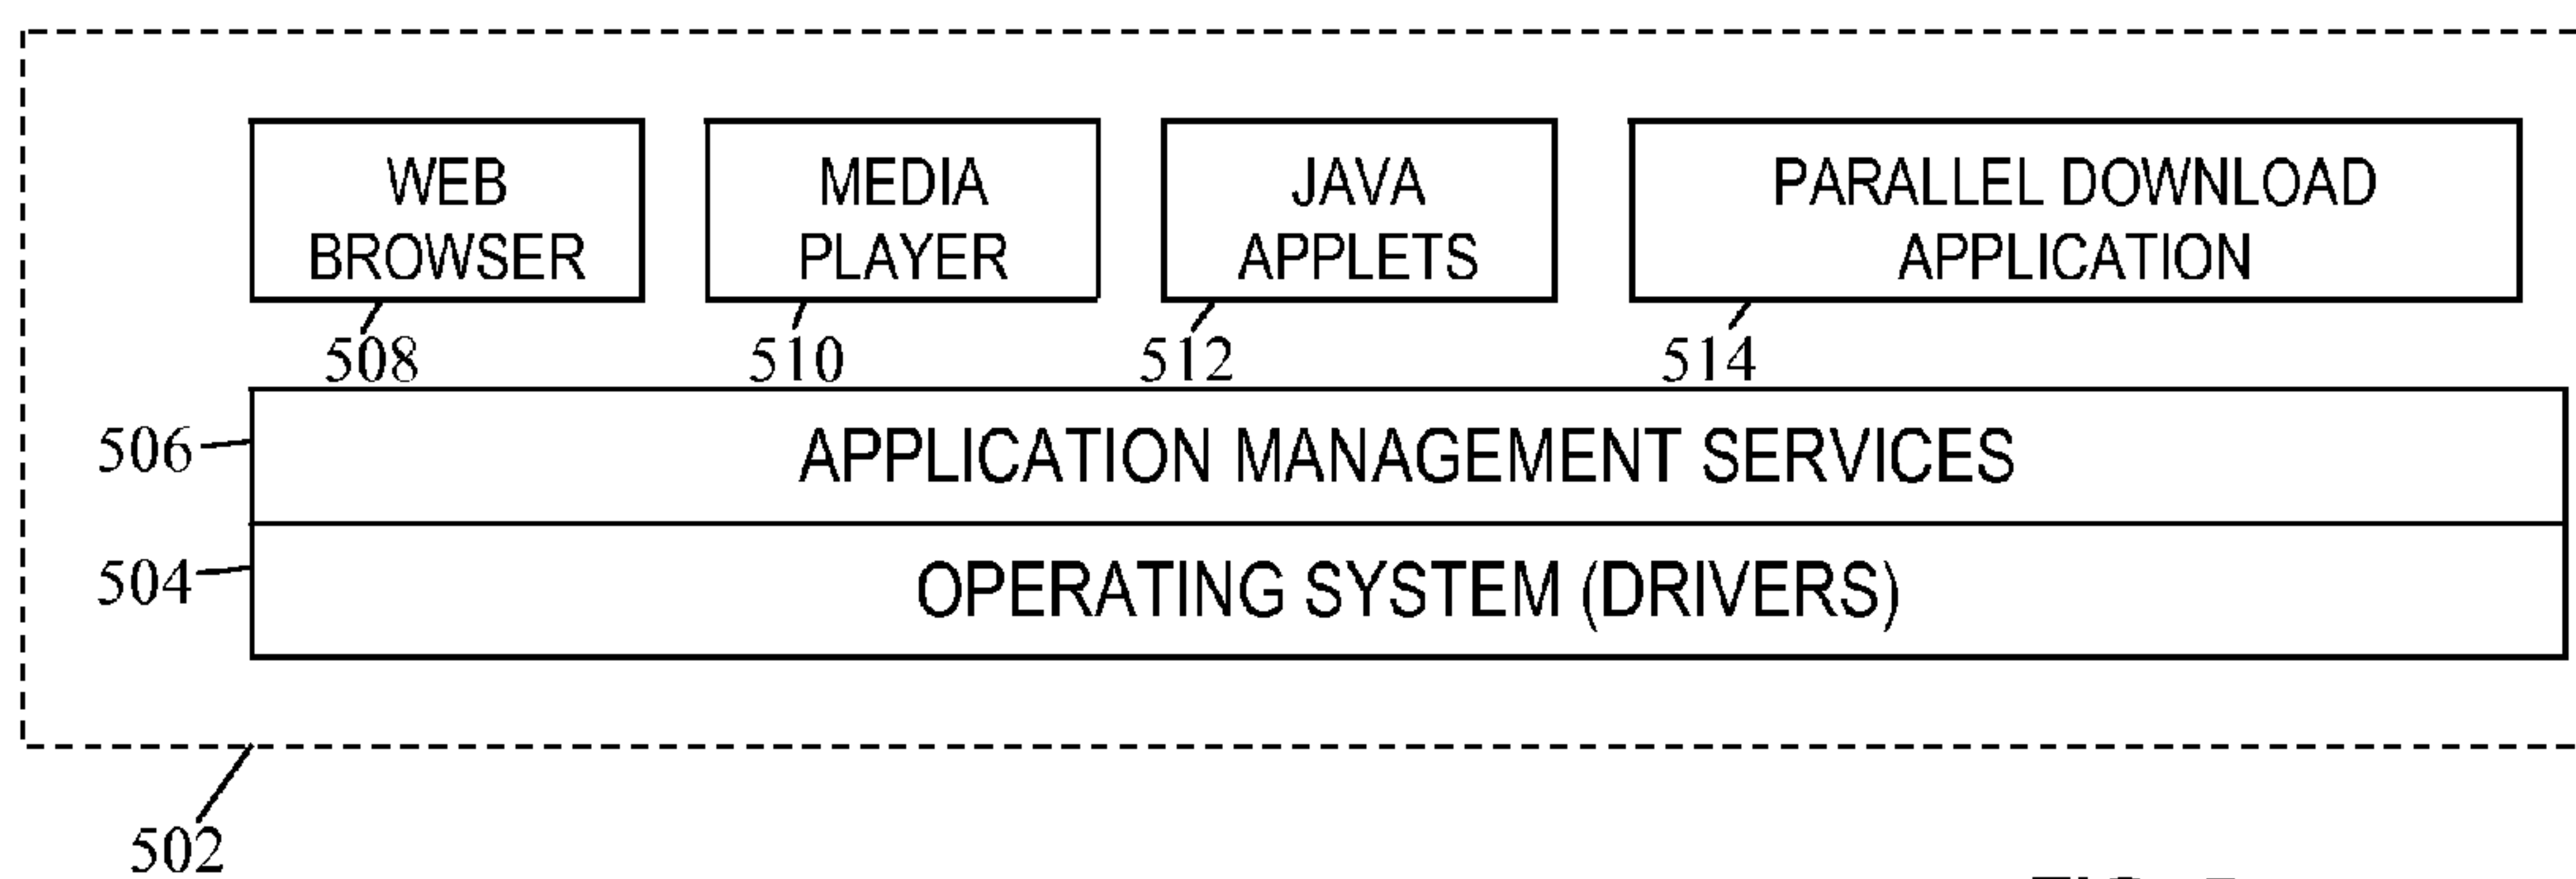 WEB
BROWSER
MEDIA
PLAYER
JAVA
APPLETS
PARALLEL DOWNLOAD
APPLICATION
508
510
512
514
506
APPLICATION MANAGEMENT SERVICES
504
OPERATING SYSTEM (DRIVERS)
502